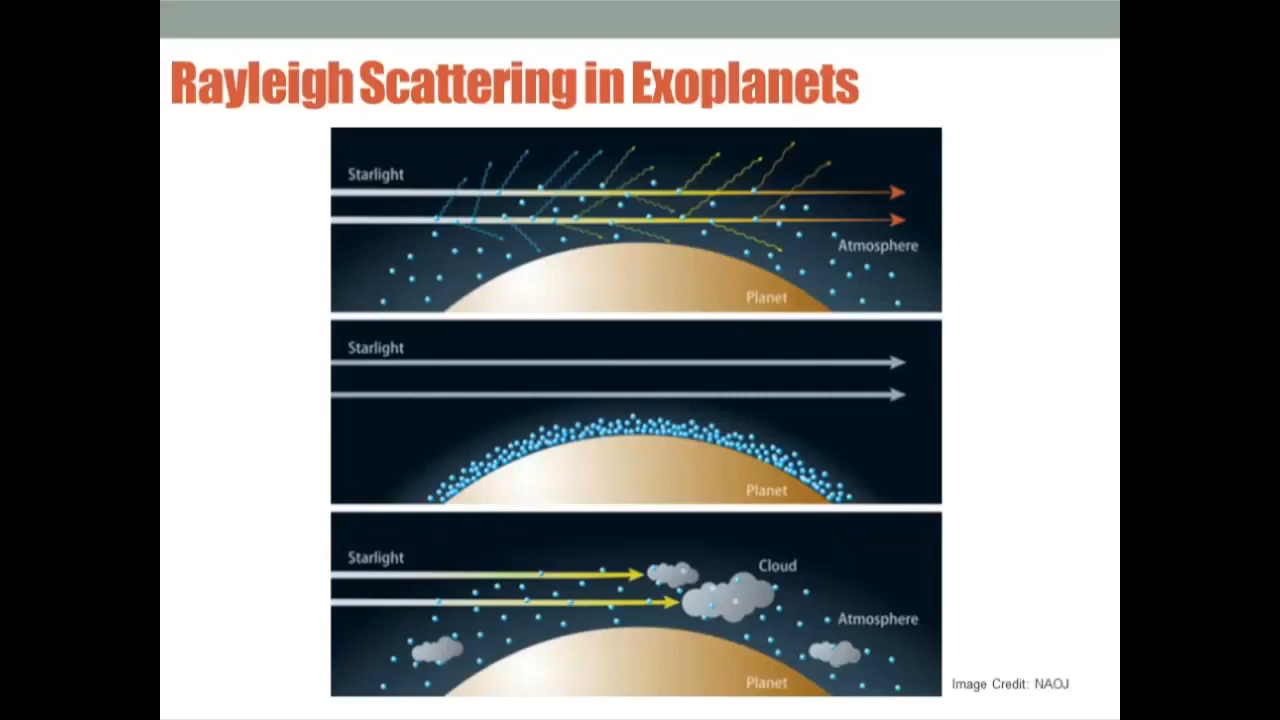 Rayleigh Scattering in Exoplanets
Starlight
Atmosphere
Planet
Starlight
Planet
Starlight
Cloud
Atmosphere
Planet
Image Credit: NAOJ